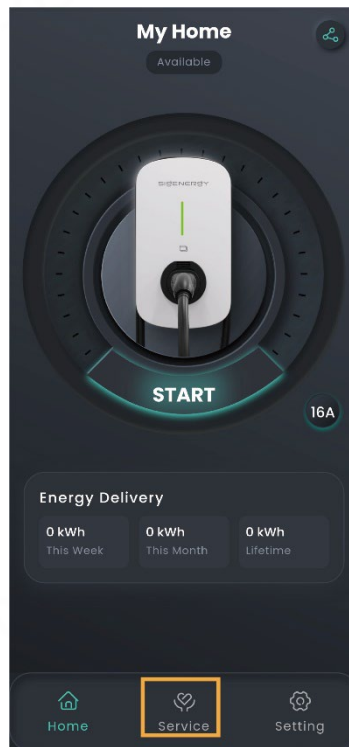 My Home
Available
SIGENERGY
START
16A
Energy Delivery
0 kWh 0 kWh 0 kWh
This Week This Month Lifetime
Home Service Setting